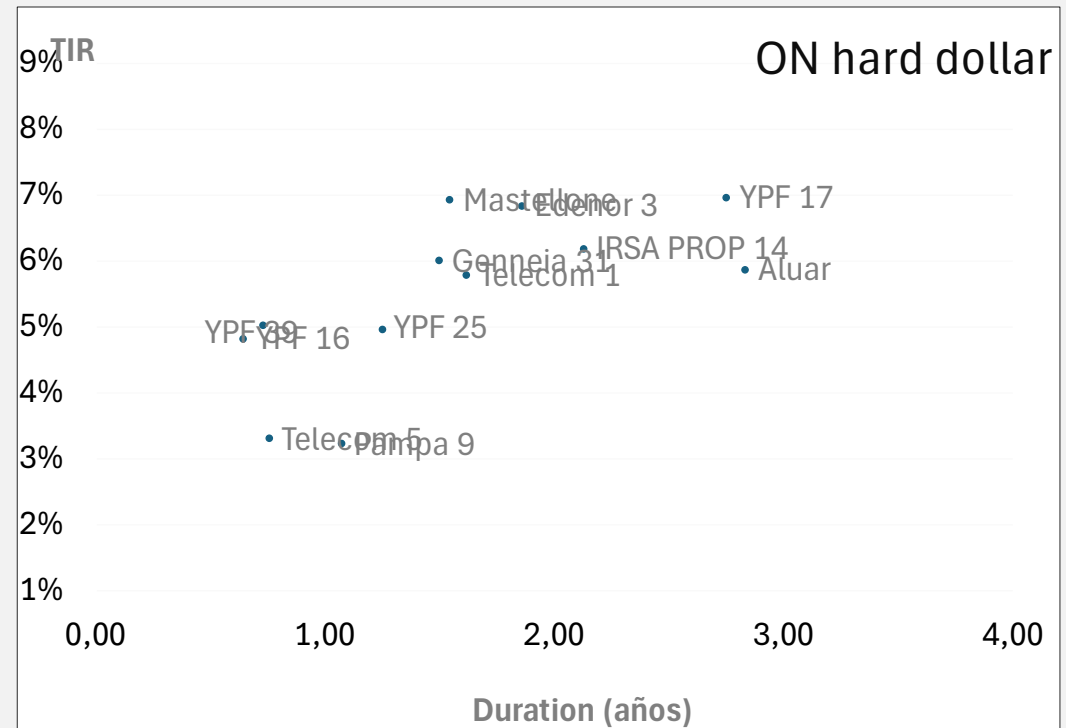 TIR
ON hard dollar
9%
8%
7%
6%
5%
4%
3%
2%
1%
Mastellone
Edenor 3
YPF 17
IRSA PROP 14
Genneia 31
Telecom 1
Aluar
YPF 39
YPF 16
YPF 25
Telecom 5
Pampa 9
0,00 1,00 2,00 3,00 4,00
Duration (años)